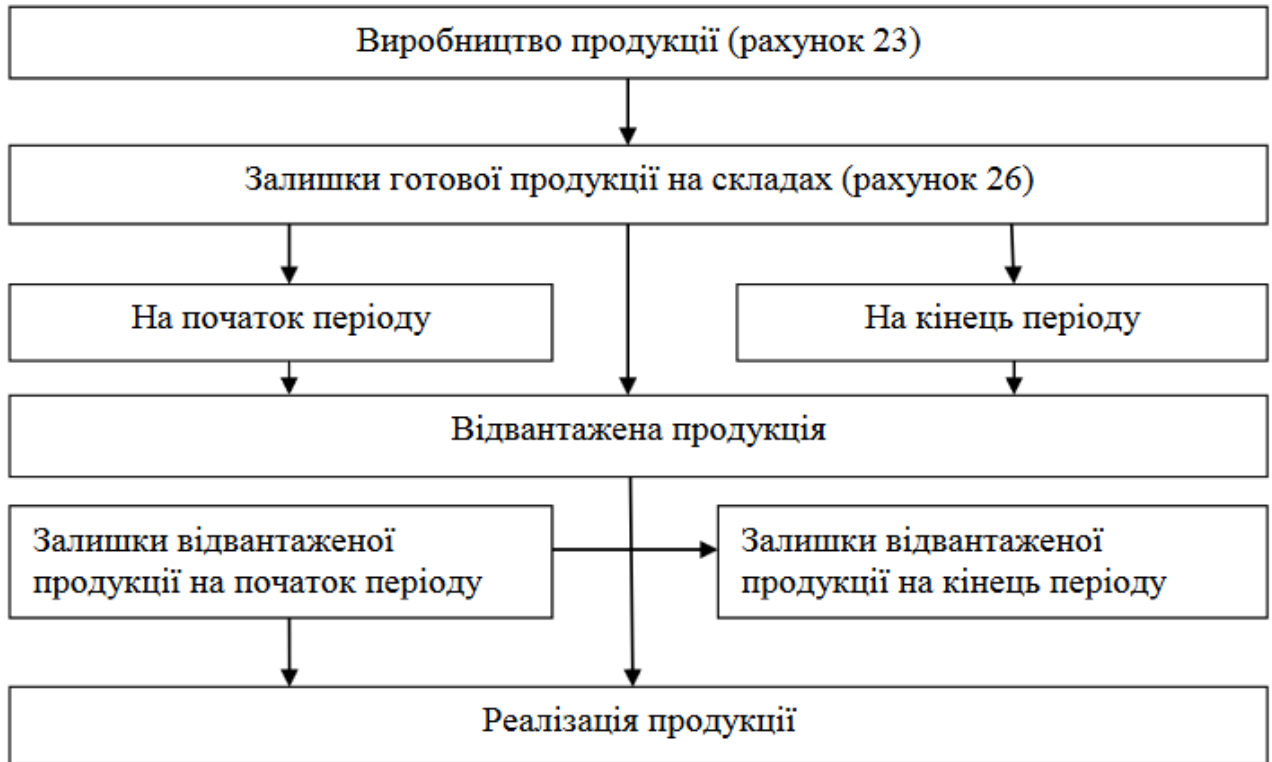 Виробництво продукції (рахунок 23)
Залишки готової продукції на складах (рахунок 26)
На початок періоду
На кінець періоду
Відвантажена продукція
Залишки відвантаженої
продукції на початок періоду
Залишки відвантаженої
продукції на кінець періоду
Реалізація продукції